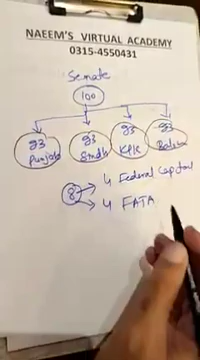 NAEEM'S VIRTUAL ACADEMY
0315-4550431
Senate
100
23 23 23 23
Punjab Sindh KPK
4 Federal Capital
8
4 FATA